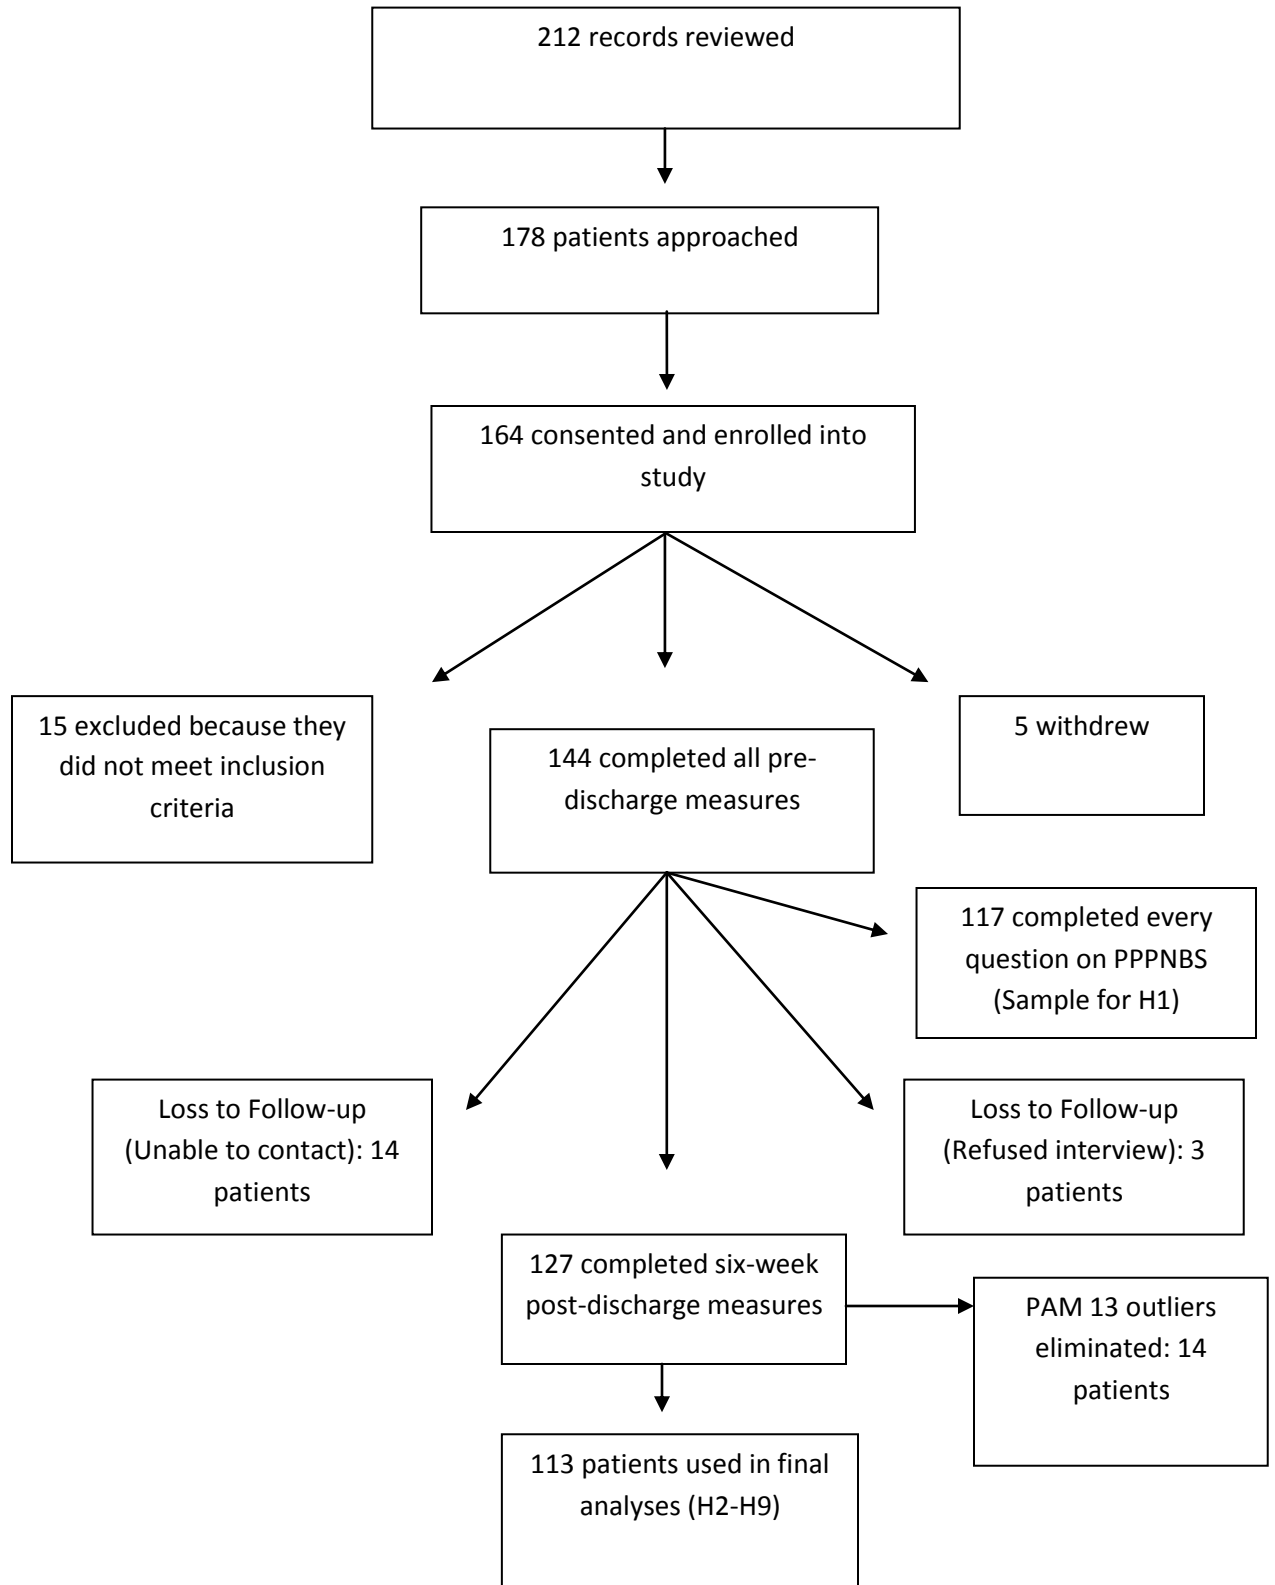 212 records reviewed
178 patients approached
164 consented and enrolled into
study
15 excluded because they
did not meet inclusion
criteria
144 completed all pre-
discharge measures
5 withdrew
117 completed every
question on PPPNBS
(Sample for H1)
Loss to Follow-up
(Unable to contact): 14
patients
Loss to Follow-up
(Refused interview): 3
patients
127 completed six-week
post-discharge measures
PAM 13 outliers
eliminated: 14
patients
113 patients used in final
analyses (H2-H9)